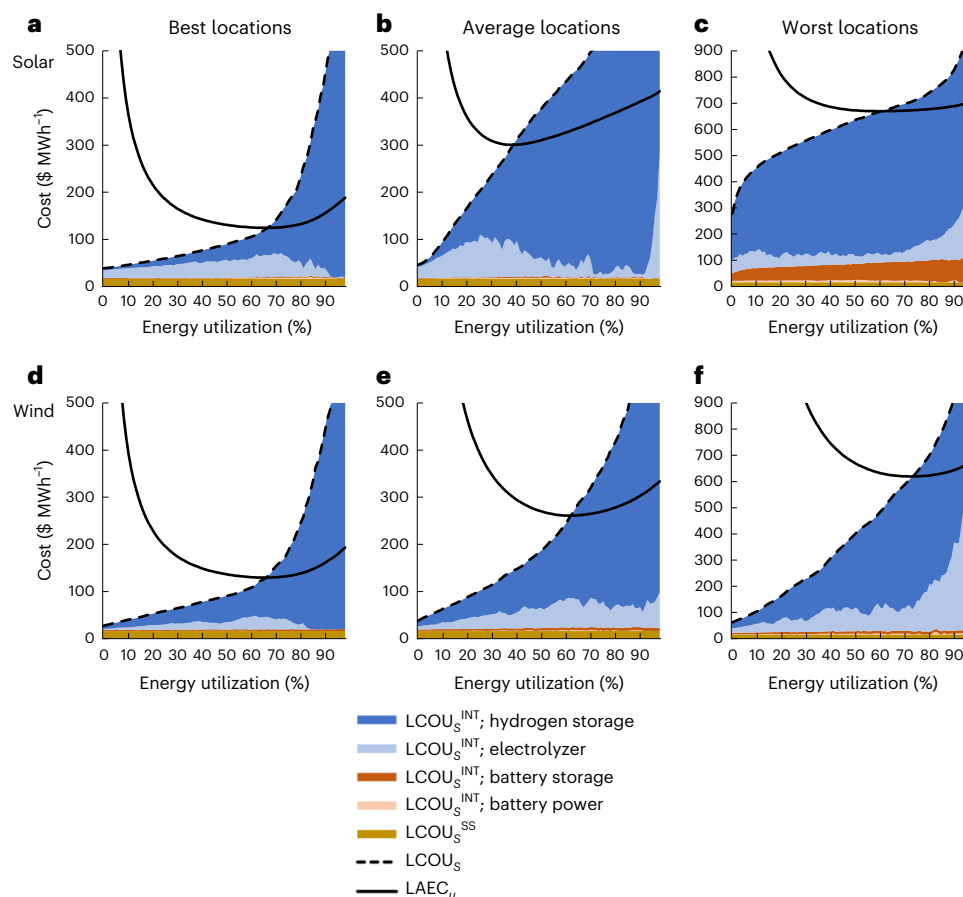 a Best locations
b Average locations
c Worst locations
Solar
Cost ($ MWh⁻¹)
500
400
300
200
100
0
0 10 20 30 40 50 60 70 80 90
Energy utilization (%)
500
400
300
200
100
0
0 10 20 30 40 50 60 70 80 90
Energy utilization (%)
900
800
700
600
500
400
300
200
100
0
0 10 20 30 40 50 60 70 80 90
Energy utilization (%)
d
e
f
Wind
Cost ($ MWh⁻¹)
500
400
300
200
100
0
0 10 20 30 40 50 60 70 80 90
Energy utilization (%)
500
400
300
200
100
0
0 10 20 30 40 50 60 70 80 90
Energy utilization (%)
900
800
700
600
500
400
300
200
100
0
0 10 20 30 40 50 60 70 80 90
Energy utilization (%)
LCOU_S^INT; hydrogen storage
LCOU_S^INT; electrolyzer
LCOU_S^INT; battery storage
LCOU_S^INT; battery power
LCOU_S^SS
LCOU_S
LAEC_u